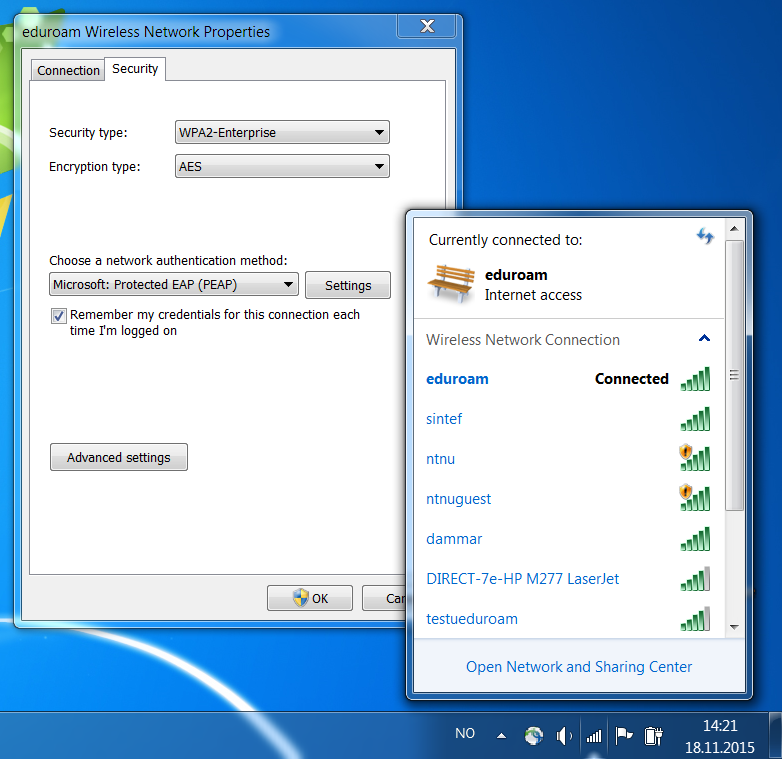 eduroam Wireless Network Properties
Connection
Security
Security type:
WPA2-Enterprise
Encryption type:
AES
Choose a network authentication method:
Microsoft: Protected EAP (PEAP)
Settings
Remember my credentials for this connection each
time I'm logged on
Advanced settings
OK
Currently connected to:
eduroam
Internet access
Wireless Network Connection
eduroam
Connected
sintef
ntnu
ntnuguest
dammar
DIRECT-7e-HP M277 LaserJet
testueduroam
Open Network and Sharing Center
NO
14:21
18.11.2015